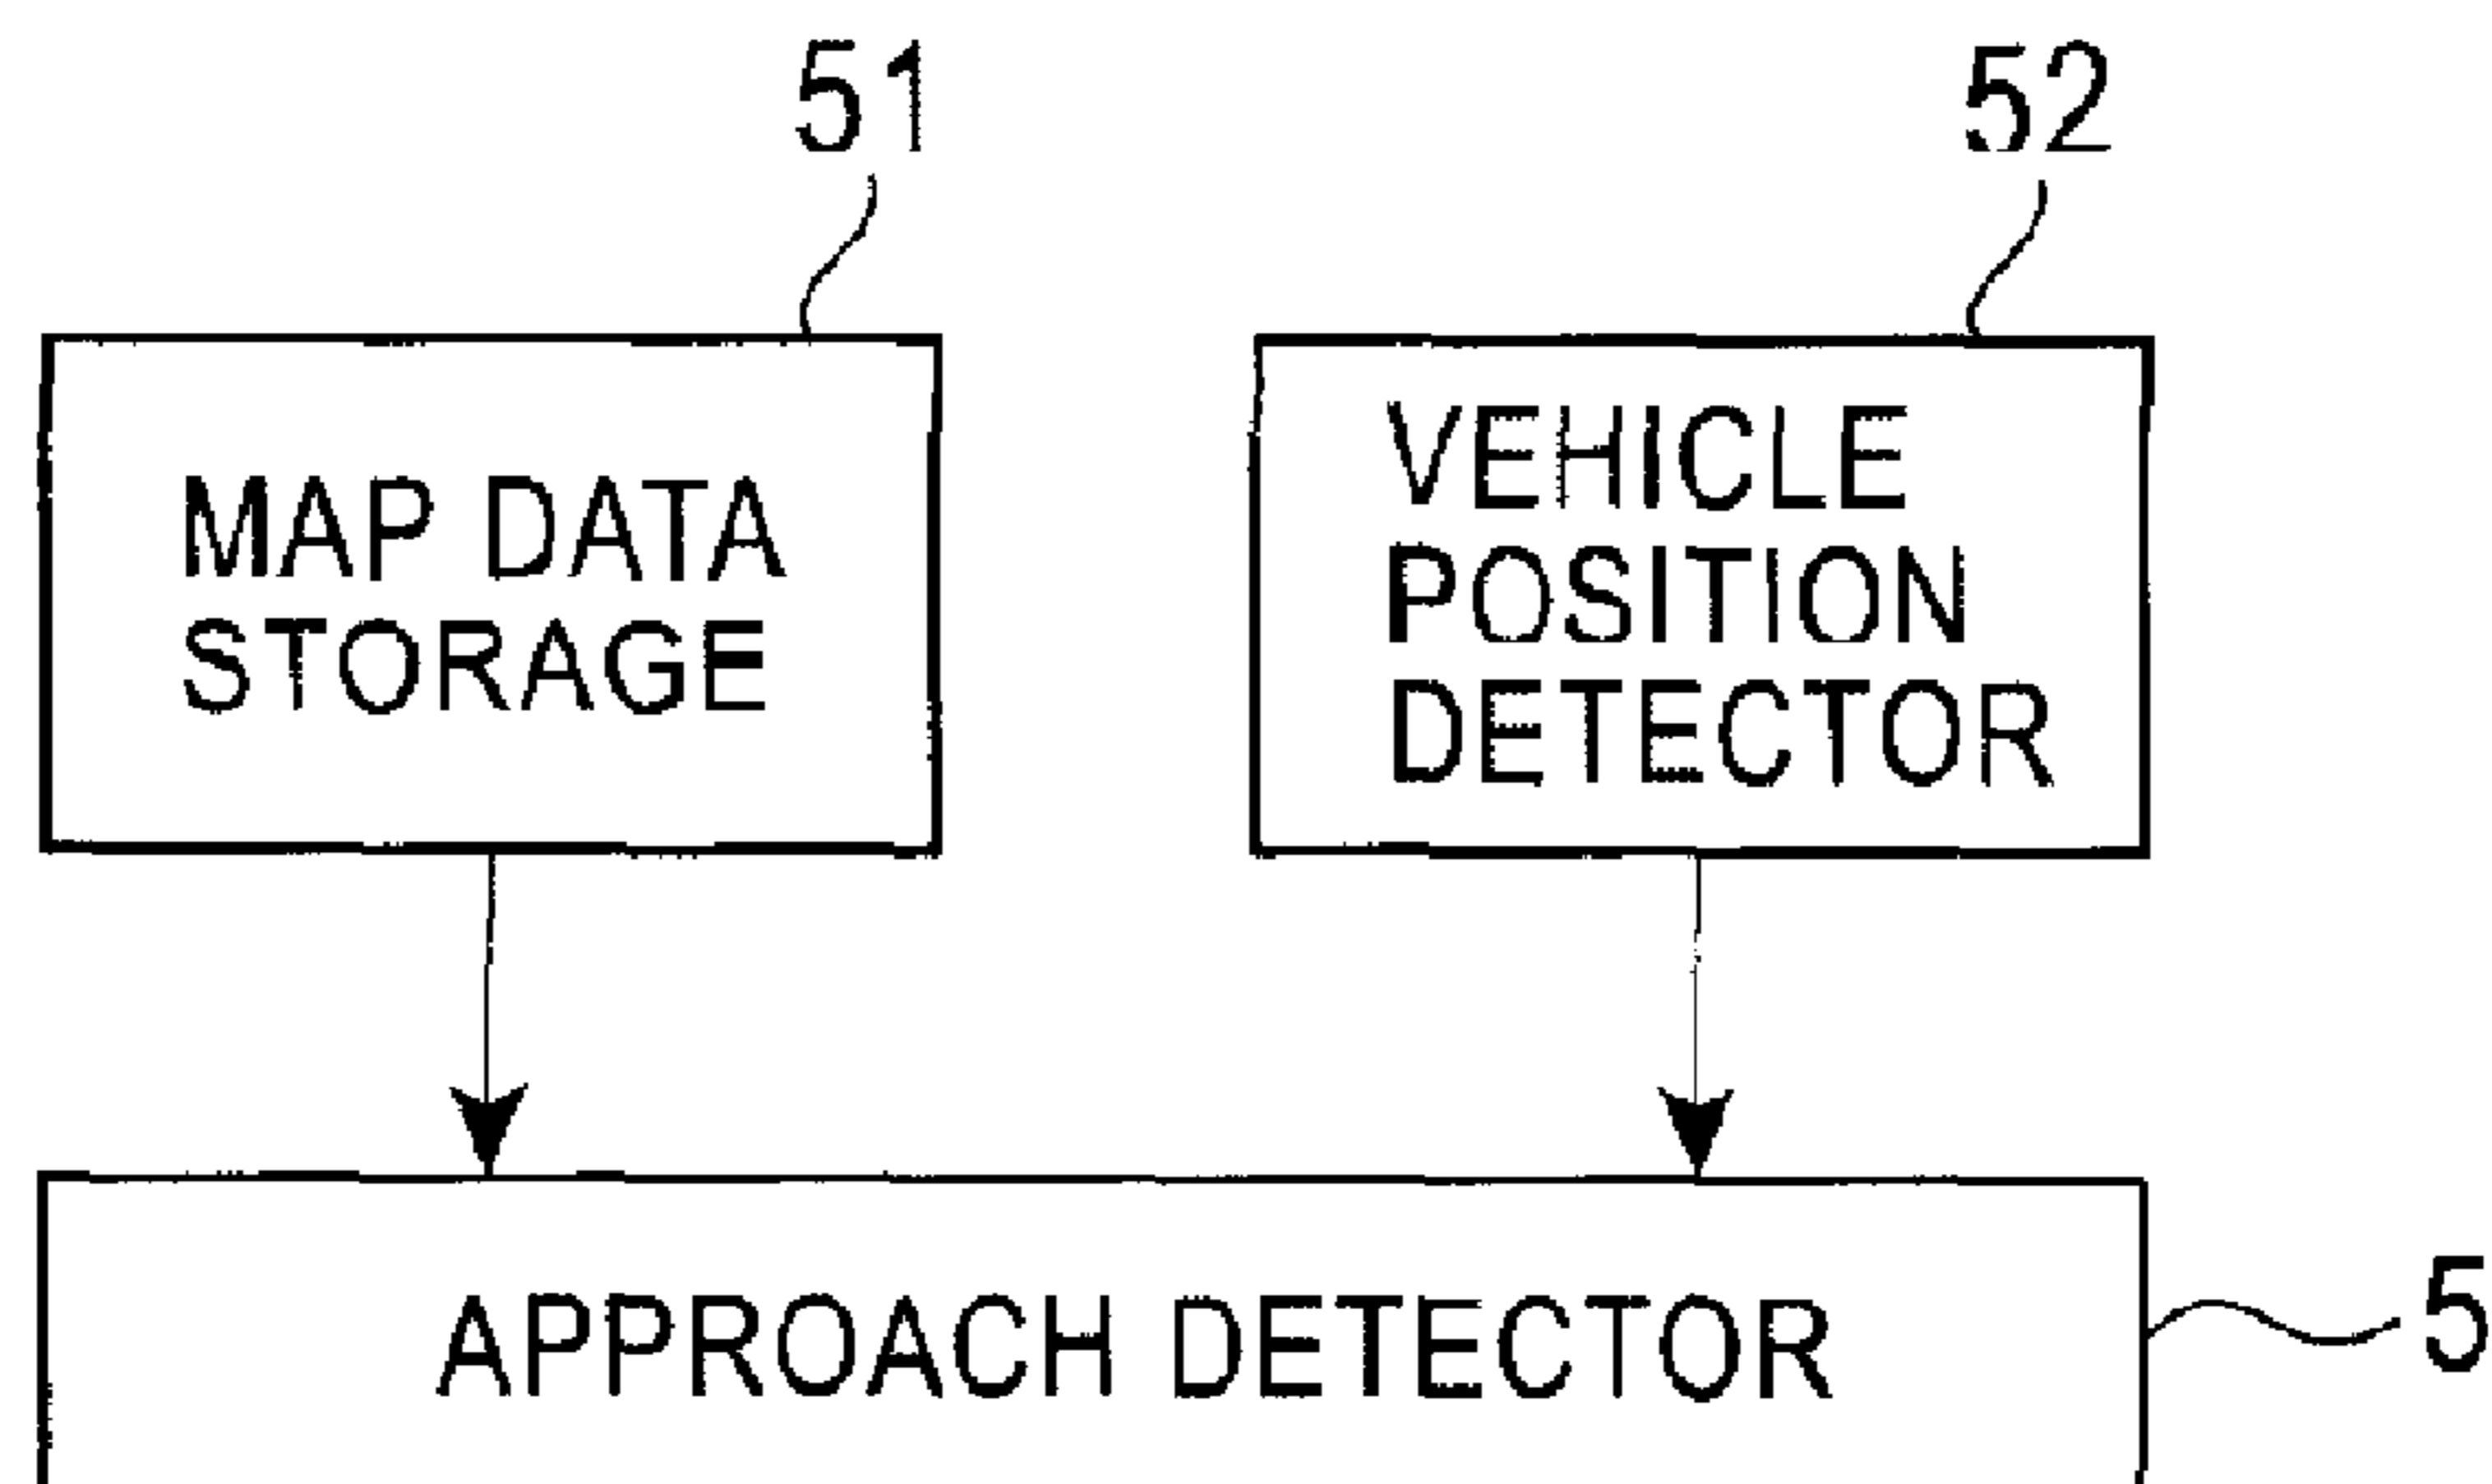 51
52
MAP DATA
STORAGE
VEHICLE
POSITION
DETECTOR
APPROACH DETECTOR
5